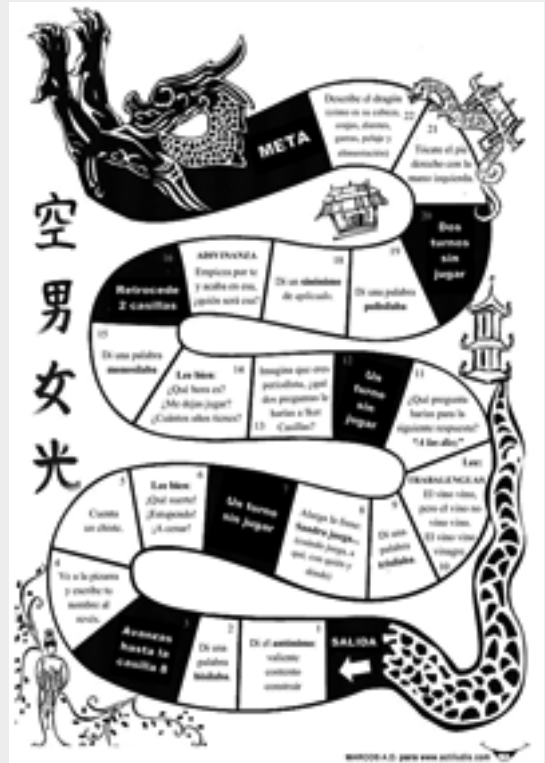 META
Describe el dragón
(cómo es su cabeza,
orejas, dientes,
garras, pelaje y
alimentación)
22
21
Tócate el pie
derecho con la
mano izquierda.
空
男
女
光
20
Dos
turnos
sin
jugar
19
Di una palabra
polisílaba.
18
Di un sinónimo
de aplicado.
ADIVINANZA
Empieza por
y acaba en
¿quién será
16
Retrocede
2 casillas
15
Di una palabra
monosílaba
14
Lee bien:
¿Qué hora es?
¿Me dejas jugar?
¿Cuántos años tienes?
Imagina que eres
periodista, ¿qué
dos preguntas le
harías a Iker
Casillas?
13
12
Un
turno
sin
jugar
11
¿Qué pregunta
harías para la
siguiente respuesta?
"A las diez"
Lee:
TRABALENGUAS
El vino vino,
pero el vino no
vino vino.
El vino vino
vinagre.
10
9
Di una
palabra
trisílaba.
8
Alarga la frase:
Sandra juega...
(cuándo juega, a
qué, con quién y
dónde)
7
Un turno
sin jugar
6
Lee bien:
¡Qué suerte!
¡Estupendo!
¡A cenar!
5
Cuenta
un chiste.
4
Ve a la pizarra
y escribe tu
nombre al
revés.
3
Avanzas
hasta la
casilla 8
2
Di una
palabra
bisílaba.
1
Di el antónimo:
valiente
contento
construir
SALIDA
MARCOS A.G. para www.actiludis.com